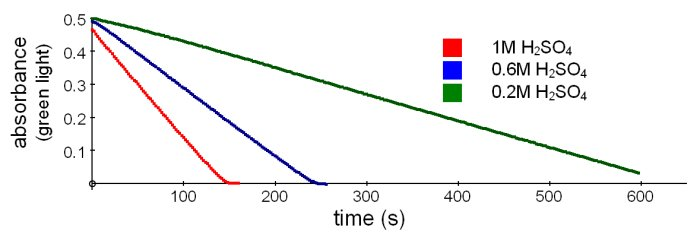 0.5
0.4
0.3
0.2
0.1
absorbance
(green light)
1M H₂SO₄
0.6M H₂SO₄
0.2M H₂SO₄
0 100 200 300 400 500 600
time (s)